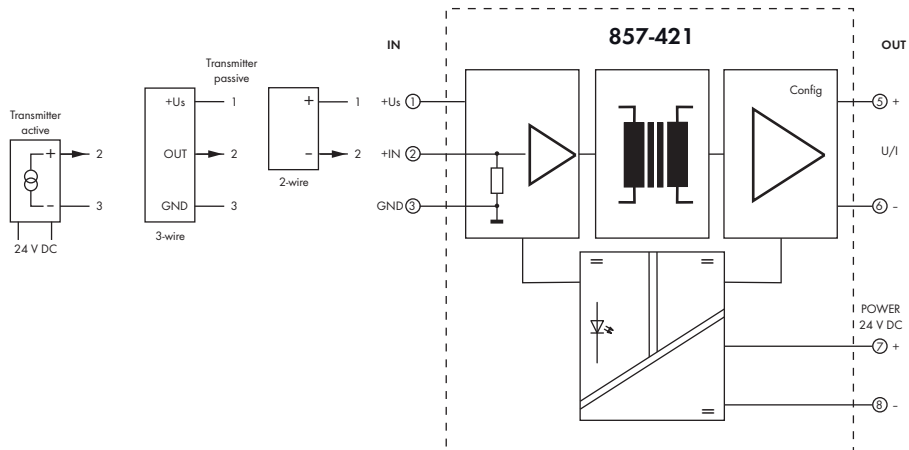 857-421
IN
OUT
Transmitter
passive
Transmitter
active
+
2
−
3
24 V DC
+Us
1
OUT
2
GND
3
3-wire
+
1
−
2
2-wire
+Us 1
+IN 2
GND 3
Config
5 +
U/I
6 −
POWER
24 V DC
7 +
8 −